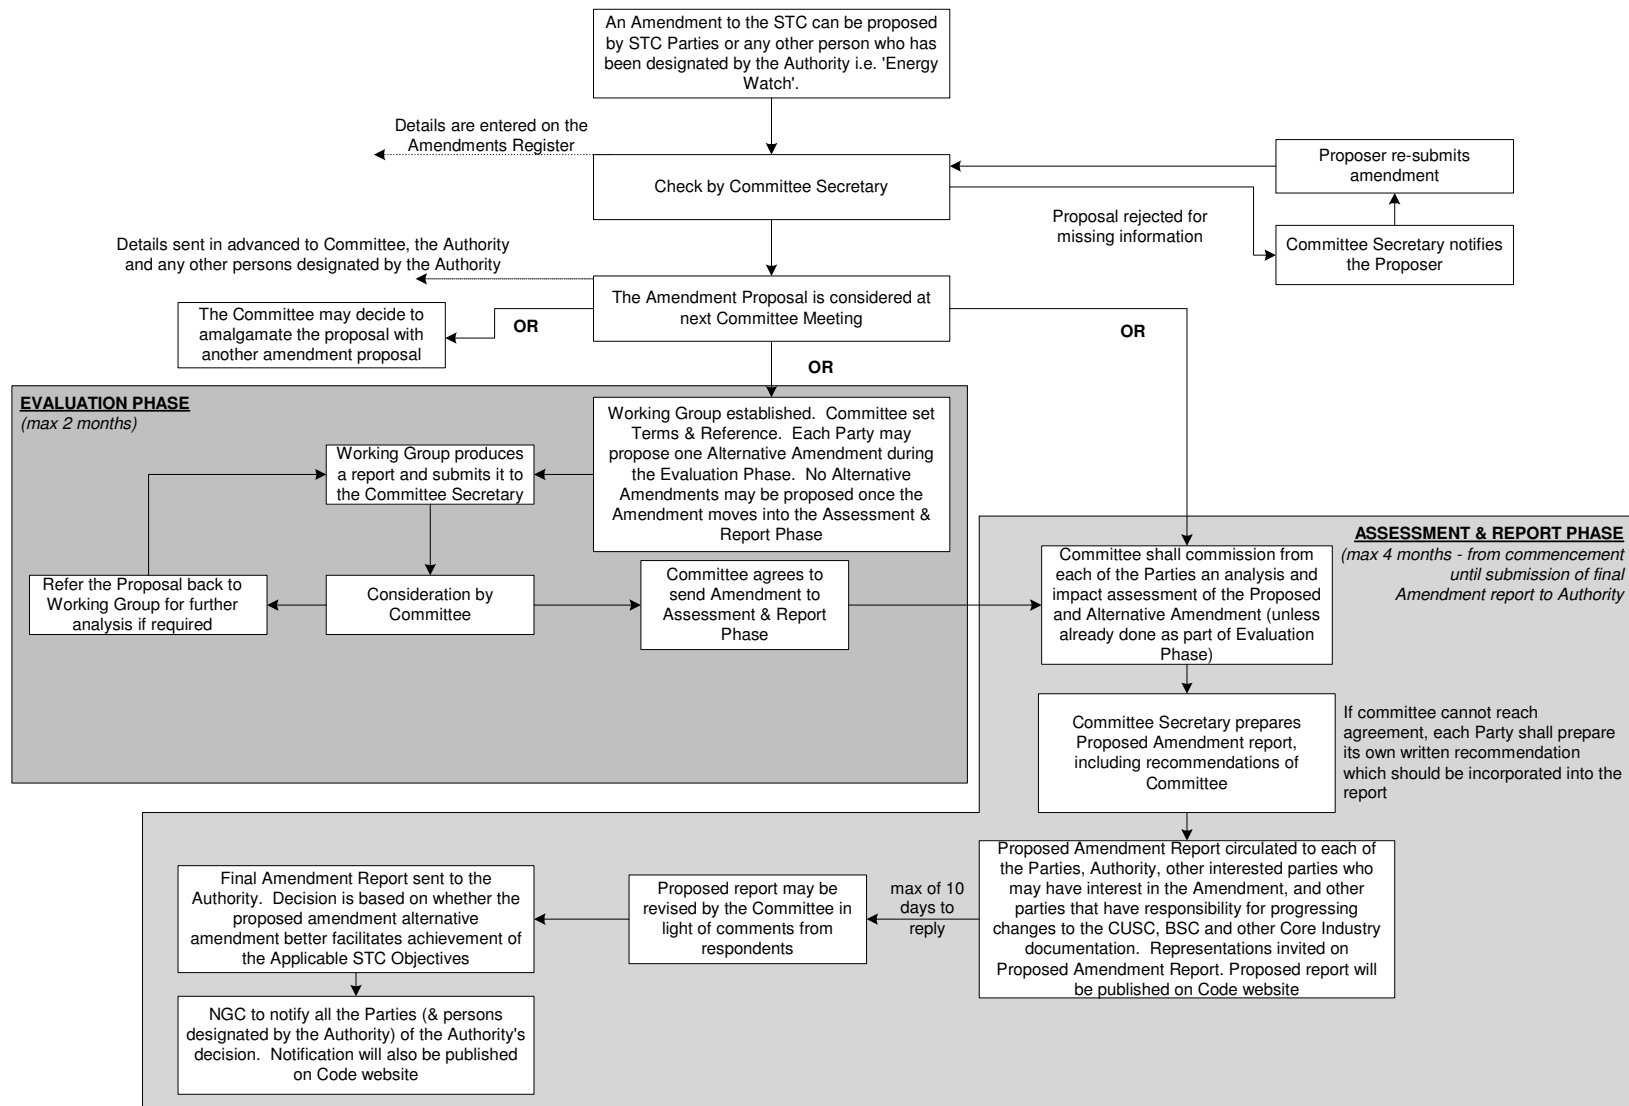 An Amendment to the STC can be proposed
by STC Parties or any other person who has
been designated by the Authority i.e. 'Energy
Watch'.
Details are entered on the
Amendments Register
Check by Committee Secretary
Proposer re-submits
amendment
Proposal rejected for
missing information
Committee Secretary notifies
the Proposer
Details sent in advanced to Committee, the Authority
and any other persons designated by the Authority
The Amendment Proposal is considered at
next Committee Meeting
The Committee may decide to
amalgamate the proposal with
another amendment proposal
OR
OR
OR
EVALUATION PHASE
(max 2 months)
Working Group established.  Committee set
Terms & Reference.  Each Party may
propose one Alternative Amendment during
the Evaluation Phase.  No Alternative
Amendments may be proposed once the
Amendment moves into the Assessment &
Report Phase
Working Group produces
a report and submits it to
the Committee Secretary
Refer the Proposal back to
Working Group for further
analysis if required
Consideration by
Committee
Committee agrees to
send Amendment to
Assessment & Report
Phase
ASSESSMENT & REPORT PHASE
(max 4 months - from commencement
until submission of final
Amendment report to Authority
Committee shall commission from
each of the Parties an analysis and
impact assessment of the Proposed
and Alternative Amendment (unless
already done as part of Evaluation
Phase)
Committee Secretary prepares
Proposed Amendment report,
including recommendations of
Committee
If committee cannot reach
agreement, each Party shall prepare
its own written recommendation
which should be incorporated into the
report
Proposed Amendment Report circulated to each of
the Parties, Authority, other interested parties who
may have interest in the Amendment, and other
parties that have responsibility for progressing
changes to the CUSC, BSC and other Core Industry
documentation.  Representations invited on
Proposed Amendment Report. Proposed report will
be published on Code website
max of 10
days to
reply
Proposed report may be
revised by the Committee in
light of comments from
respondents
Final Amendment Report sent to the
Authority.  Decision is based on whether the
proposed amendment alternative
amendment better facilitates achievement of
the Applicable STC Objectives
NGC to notify all the Parties (& persons
designated by the Authority) of the Authority's
decision.  Notification will also be published
on Code website